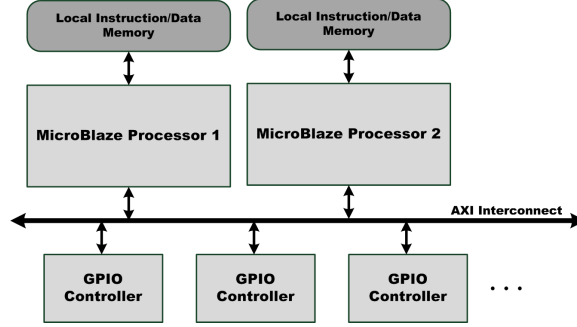 Local Instruction/Data
Memory
Local Instruction/Data
Memory
MicroBlaze Processor 1
MicroBlaze Processor 2
AXI Interconnect
GPIO
Controller
GPIO
Controller
GPIO
Controller
. . .